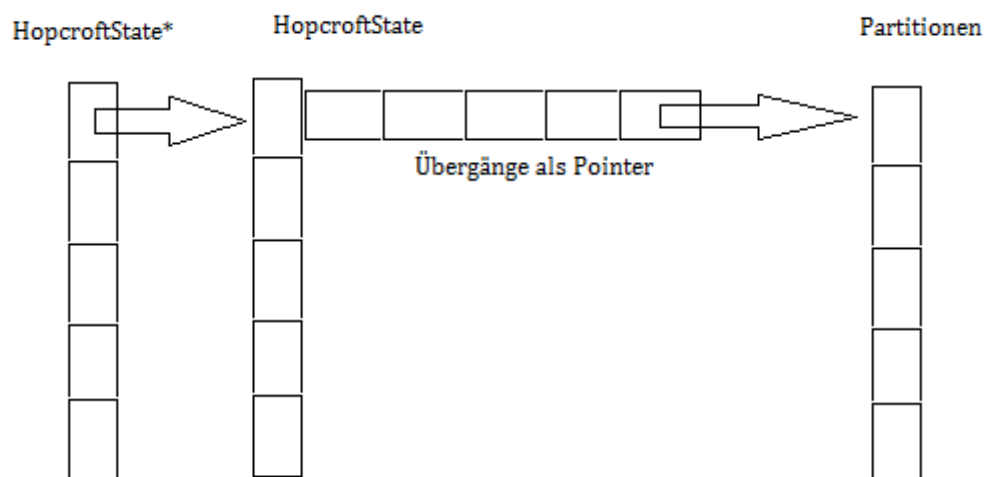 HopcroftState*
HopcroftState
Partitionen
Übergänge als Pointer